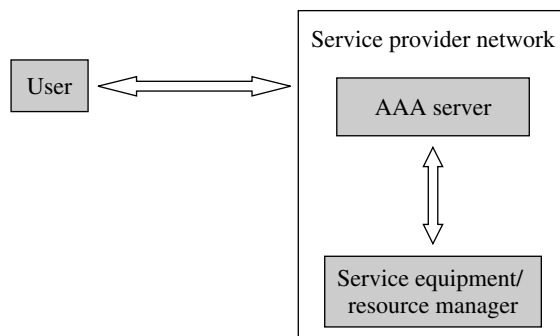 Service provider network
User
AAA server
Service equipment/
resource manager